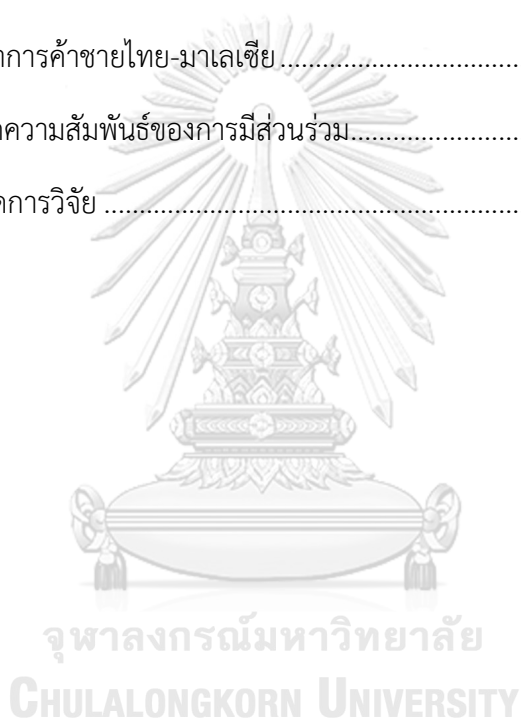 การค้าชายไทย-มาเลเซีย ........................................
ความสัมพันธ์ของการมีส่วนร่วม...........................
การวิจัย ................................................................
จุฬาลงกรณ์มหาวิทยาลัย
CHULALONGKORN UNIVERSITY